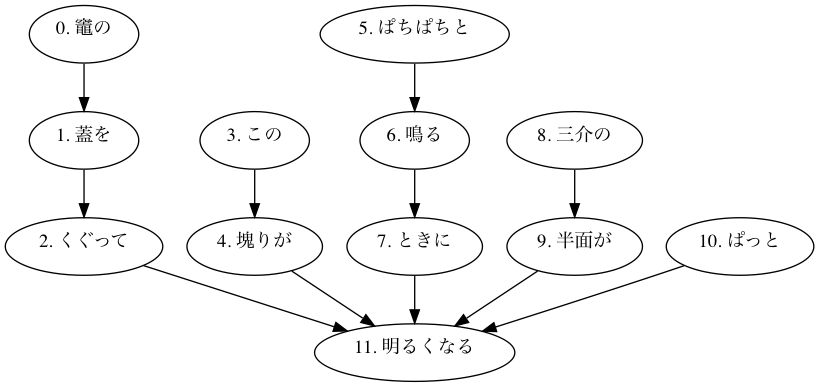 0. 竈の
5. ぱちぱちと
1. 蓋を
3. この
6. 鳴る
8. 三介の
2. くぐって
4. 塊りが
7. ときに
9. 半面が
10. ぱっと
11. 明るくなる